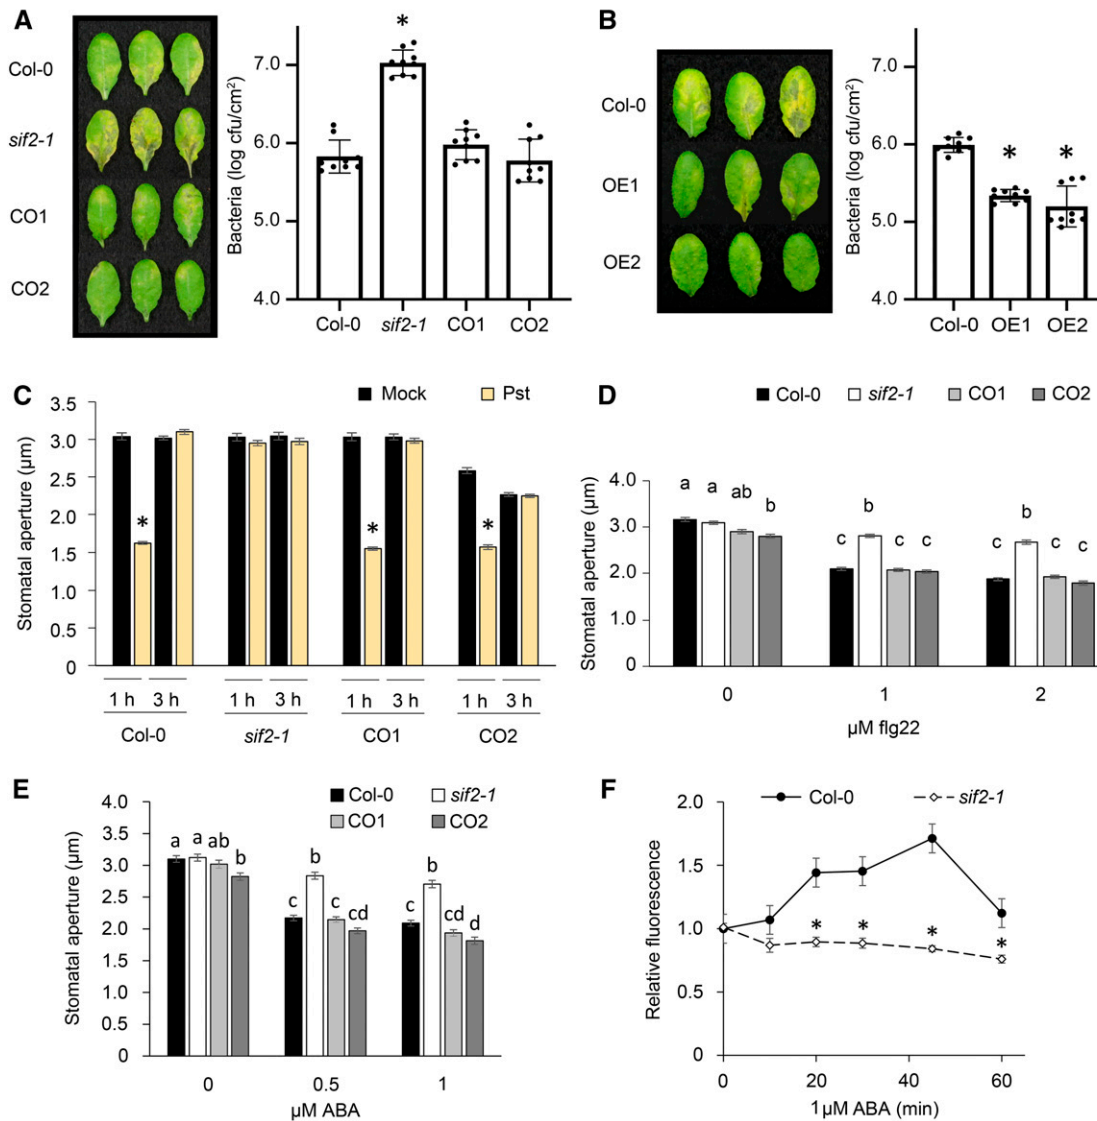 A
Col-0
sif2-1
CO1
CO2
Bacteria (log cfu/cm2)
7.0
6.0
5.0
4.0
*
Col-0 sif2-1 CO1 CO2
B
Col-0
OE1
OE2
Bacteria (log cfu/cm2)
7.0
6.0
5.0
4.0
* *
Col-0 OE1 OE2
C
Mock Pst
Stomatal aperture (µm)
3.5
3.0
2.5
2.0
1.5
1.0
0.5
0
* * *
1 h 3 h 1 h 3 h 1 h 3 h 1 h 3 h
Col-0 sif2-1 CO1 CO2
D
Col-0 sif2-1 CO1 CO2
Stomatal aperture (µm)
5.0
4.0
3.0
2.0
1.0
0
a a ab b
c b c c
c b c c
0 1 2
µM flg22
E
Col-0 sif2-1
CO1 CO2
Stomatal aperture (µm)
4.0
3.5
3.0
2.5
2.0
1.5
1.0
0.5
0
a a ab b
c b c cd
c b cd d
0 0.5 1
µM ABA
F
Col-0 sif2-1
Relative fluorescence
2.0
1.5
1.0
0.5
0
* * * *
0 20 40 60
1µM ABA (min)